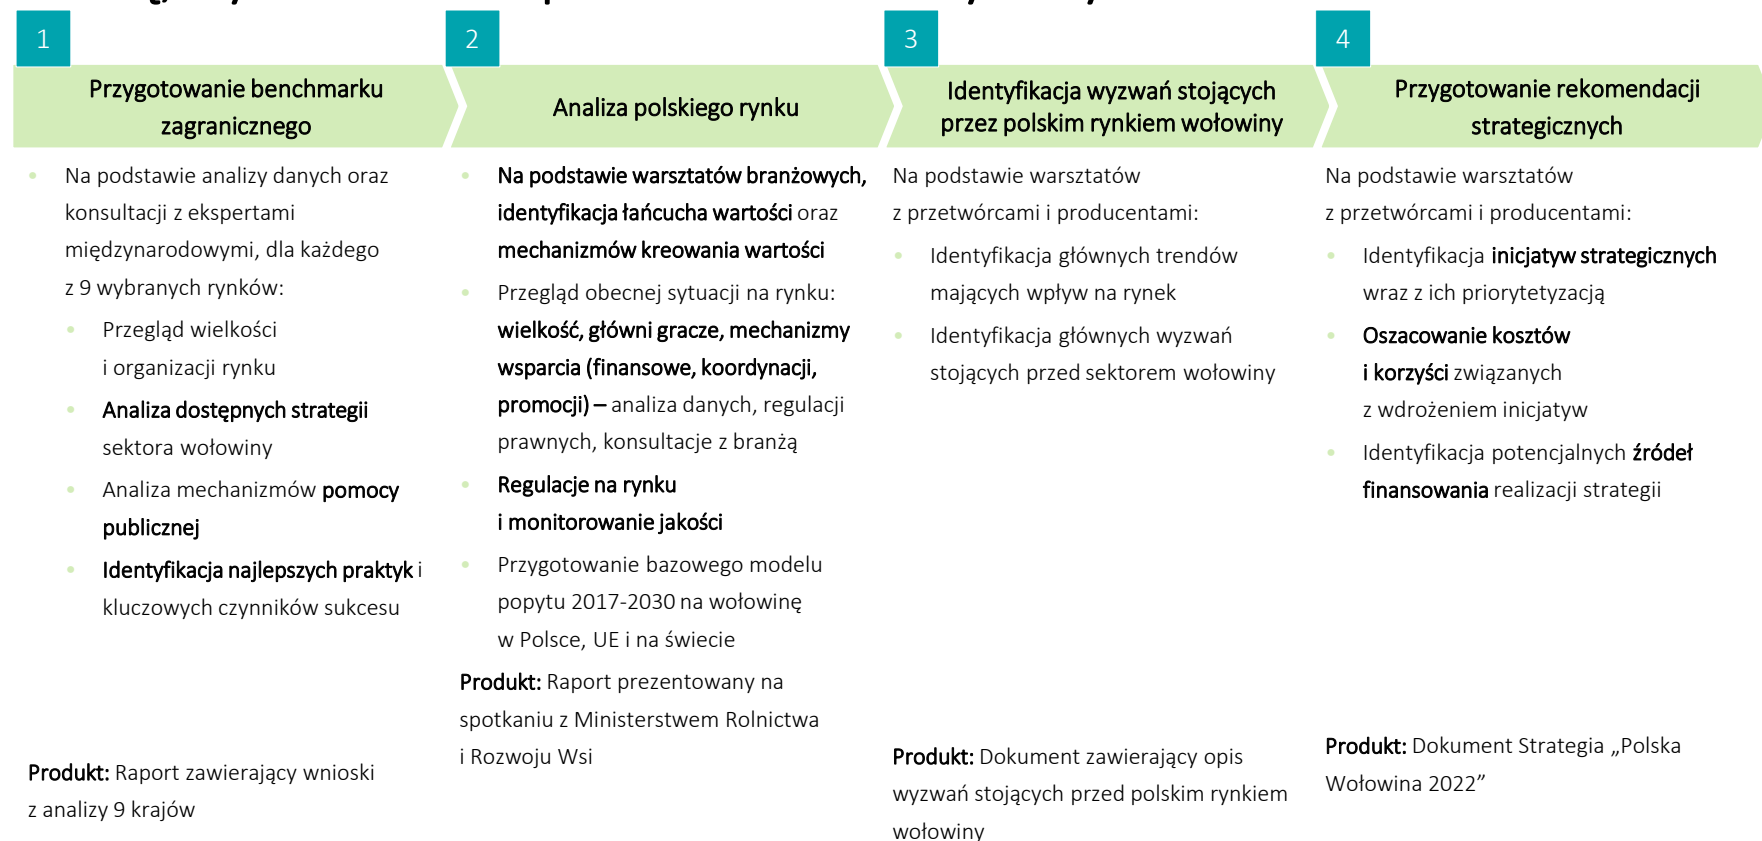 1
Przygotowanie benchmarku
zagranicznego
• Na podstawie analizy danych oraz
konsultacji z ekspertami
międzynarodowymi, dla każdego
z 9 wybranych rynków:
• Przegląd wielkości
i organizacji rynku
• Analiza dostępnych strategii
sektora wołowiny
• Analiza mechanizmów pomocy
publicznej
• Identyfikacja najlepszych praktyk i
kluczowych czynników sukcesu
Produkt: Raport zawierający wnioski
z analizy 9 krajów
2
Analiza polskiego rynku
• Na podstawie warsztatów branżowych,
identyfikacja łańcucha wartości oraz
mechanizmów kreowania wartości
• Przegląd obecnej sytuacji na rynku:
wielkość, główni gracze, mechanizmy
wsparcia (finansowe, koordynacji,
promocji) – analiza danych, regulacji
prawnych, konsultacje z branżą
• Regulacje na rynku
i monitorowanie jakości
• Przygotowanie bazowego modelu
popytu 2017-2030 na wołowinę
w Polsce, UE i na świecie
Produkt: Raport prezentowany na
spotkaniu z Ministerstwem Rolnictwa
i Rozwoju Wsi
3
Identyfikacja wyzwań stojących
przez polskim rynkiem wołowiny
Na podstawie warsztatów
z przetwórcami i producentami:
• Identyfikacja głównych trendów
mających wpływ na rynek
• Identyfikacja głównych wyzwań
stojących przed sektorem wołowiny
Produkt: Dokument zawierający opis
wyzwań stojących przed polskim rynkiem
wołowiny
4
Przygotowanie rekomendacji
strategicznych
Na podstawie warsztatów
z przetwórcami i producentami:
• Identyfikacja inicjatyw strategicznych
wraz z ich priorytetyzacją
• Oszacowanie kosztów
i korzyści związanych
z wdrożeniem inicjatyw
• Identyfikacja potencjalnych źródeł
finansowania realizacji strategii
Produkt: Dokument Strategia „Polska
Wołowina 2022”